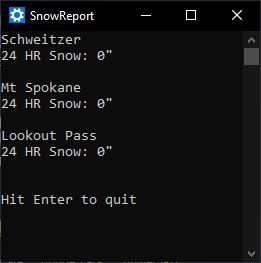 SnowReport
Schweitzer
24 HR Snow: 0"
Mt Spokane
24 HR Snow: 0"
Lookout Pass
24 HR Snow: 0"
Hit Enter to quit